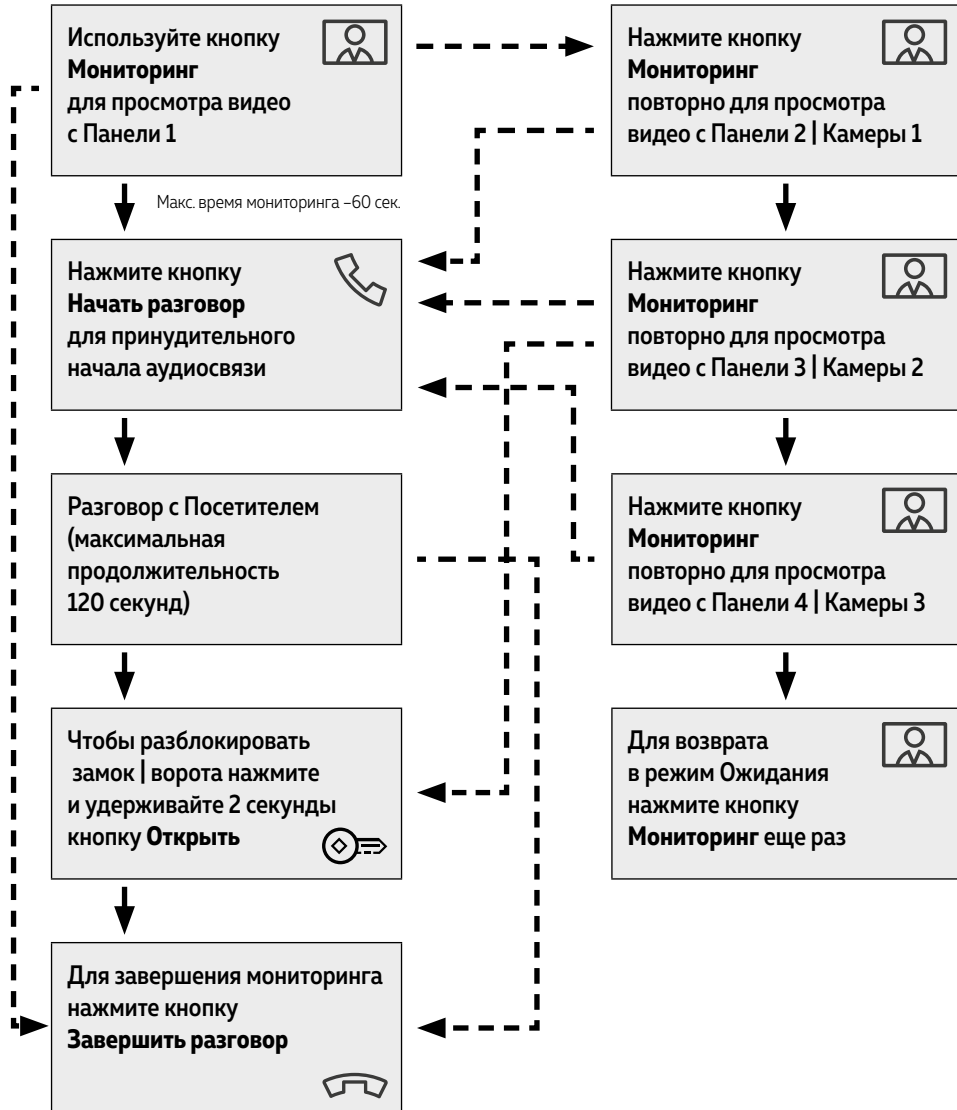 Используйте кнопку
Мониторинг
для просмотра видео
с Панели 1
Нажмите кнопку
Мониторинг
повторно для просмотра
видео с Панели 2 | Камеры 1
Макс. время мониторинга –60 сек.
Нажмите кнопку
Начать разговор
для принудительного
начала аудиосвязи
Нажмите кнопку
Мониторинг
повторно для просмотра
видео с Панели 3 | Камеры 2
Разговор с Посетителем
(максимальная
продолжительность
120 секунд)
Нажмите кнопку
Мониторинг
повторно для просмотра
видео с Панели 4 | Камеры 3
Чтобы разблокировать
замок | ворота нажмите
и удерживайте 2 секунды
кнопку Открыть
Для возврата
в режим Ожидания
нажмите кнопку
Мониторинг еще раз
Для завершения мониторинга
нажмите кнопку
Завершить разговор